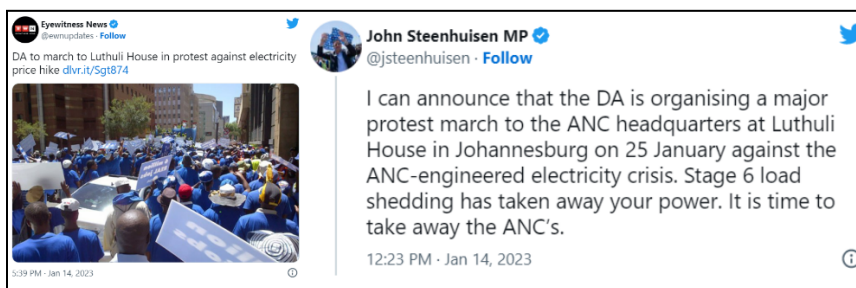 Eyewitness News
@ewnupdates · Follow
DA to march to Luthuli House in protest against electricity
price hike dlvr.it/Sgt874
5:39 PM · Jan 14, 2023
John Steenhuisen MP
@jsteenhuisen · Follow
I can announce that the DA is organising a major
protest march to the ANC headquarters at Luthuli
House in Johannesburg on 25 January against the
ANC-engineered electricity crisis. Stage 6 load
shedding has taken away your power. It is time to
take away the ANC's.
12:23 PM · Jan 14, 2023